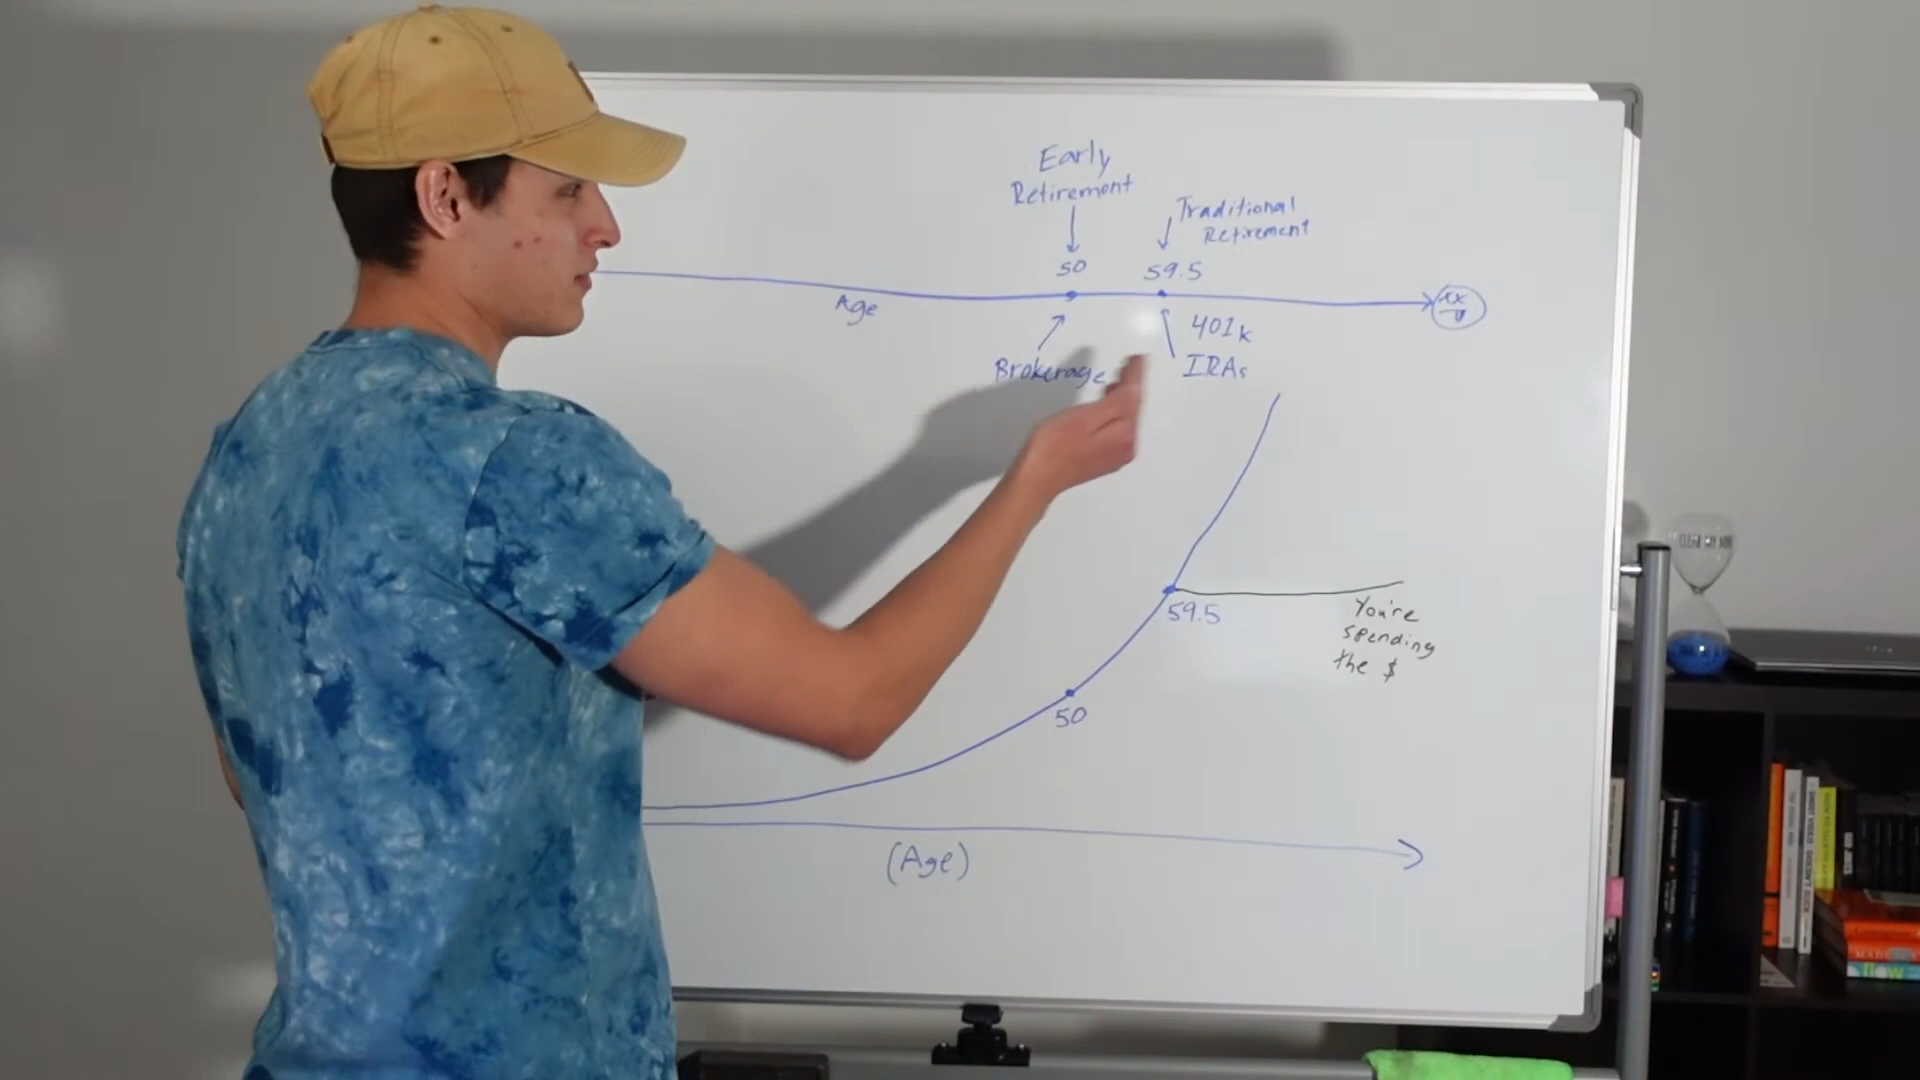 Early
Retirement
Traditional
Retirement
50
59.5
Age
Brokerage
401k
IRAs
59.5
You're
spending
the $
50
(Age)
flow